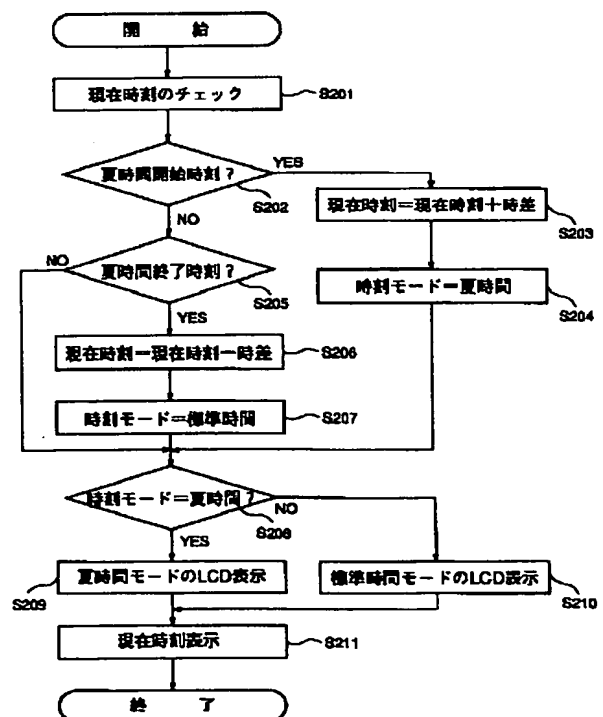 開 始
現在時刻のチェック
S201
夏時間開始時刻？
YES
S202
NO
現在時刻＝現在時刻＋時差
S203
時刻モード＝夏時間
S204
NO
夏時間終了時刻？
S205
YES
現在時刻＝現在時刻－時差
S206
時刻モード＝標準時間
S207
時刻モード＝夏時間？
S208
NO
YES
夏時間モードのLCD表示
S209
標準時間モードのLCD表示
S210
現在時刻表示
S211
終 了